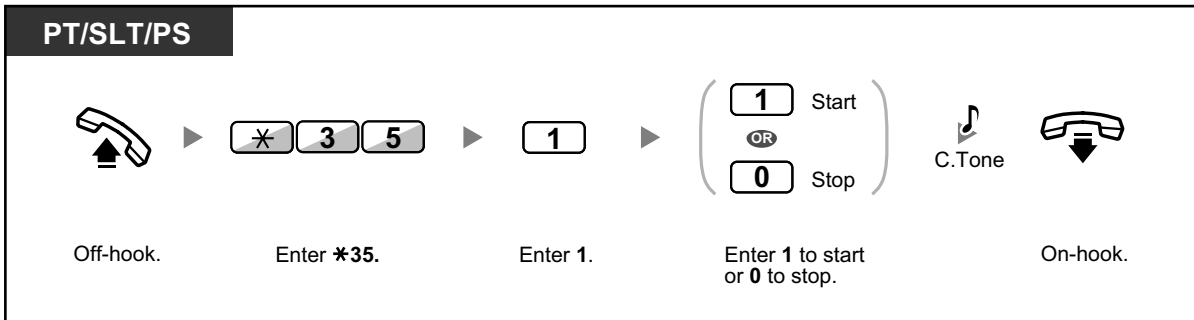 PT/SLT/PS
1 Start
* 3 5 1 OR C.Tone
0 Stop
Off-hook. Enter *35. Enter 1. Enter 1 to start On-hook.
or 0 to stop.